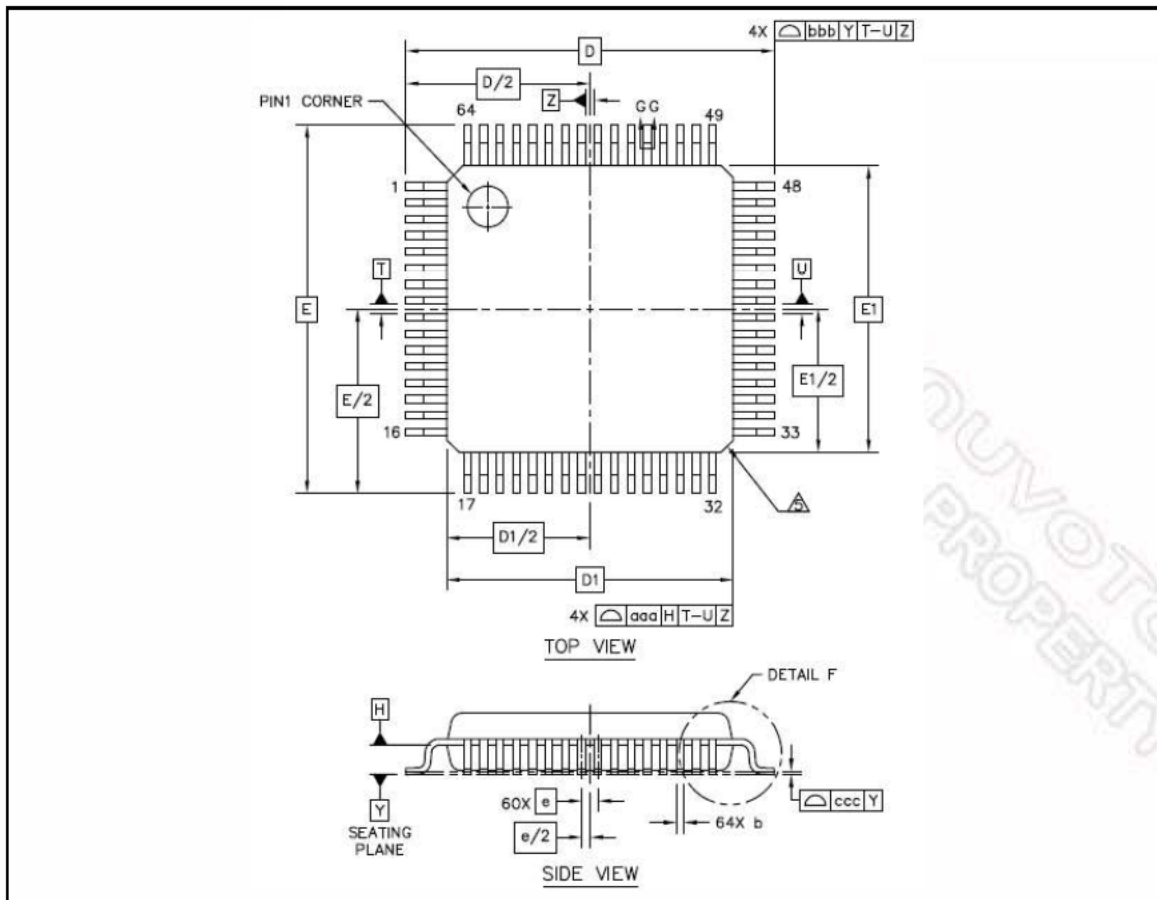 4X ⌓ bbb Y T-U Z
D
D/2
Z
G G
PIN1 CORNER
64
49
1
48
T
U
E
E1
E/2
E1/2
16
33
17
32
5
D1/2
D1
4X ⌓ aaa H T-U Z
TOP VIEW
DETAIL F
H
60X e
64X b
⌓ ccc Y
Y
SEATING
PLANE
e/2
SIDE VIEW
PROPERTY